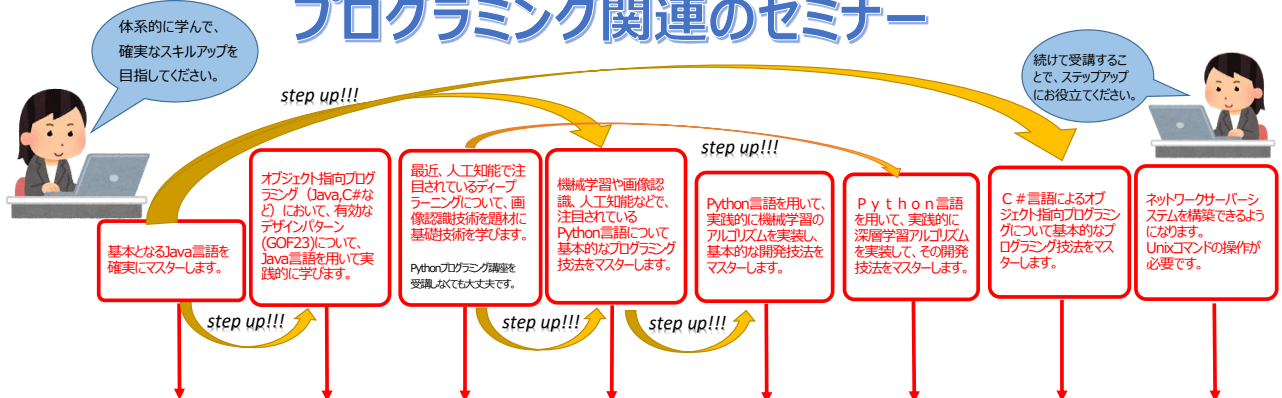 プログラミング関連のセミナー
体系的に学んで、
確実なスキルアップを
目指してください。
続けて受講するこ
とで、ステップアップ
にお役立てください。
step up!!!
step up!!!
基本となるJava言語を
確実にマスターします。
オブジェクト指向プログ
ラミング（Java,C#な
ど）において、有効な
デザインパターン
(GOF23)について、
Java言語を用いて実
践的に学びます。
最近、人工知能で注
目されているディープ
ラーニングについて、画
像認識技術を題材に
基礎技術を学びます。
Pythonプログラミング講座を
受講しなくても大丈夫です。
機械学習や画像認
識、人工知能などで、
注目されている
Python言語について
基本的なプログラミング
技法をマスターします。
Python言語を用いて、
実践的に機械学習の
アルゴリズムを実装し、
基本的な開発技法を
マスターします。
Ｐｙｔｈｏｎ言語
を用いて、実践的に
深層学習アルゴリズム
を実装して、その開発
技法をマスターします。
Ｃ＃言語によるオブ
ジェクト指向プログラミン
グについて基本的なプ
ログラミング技法をマス
ターします。
ネットワークサーバーシ
ステムを構築できるよう
になります。
Unixコマンドの操作が
必要です。
step up!!!
step up!!!
step up!!!